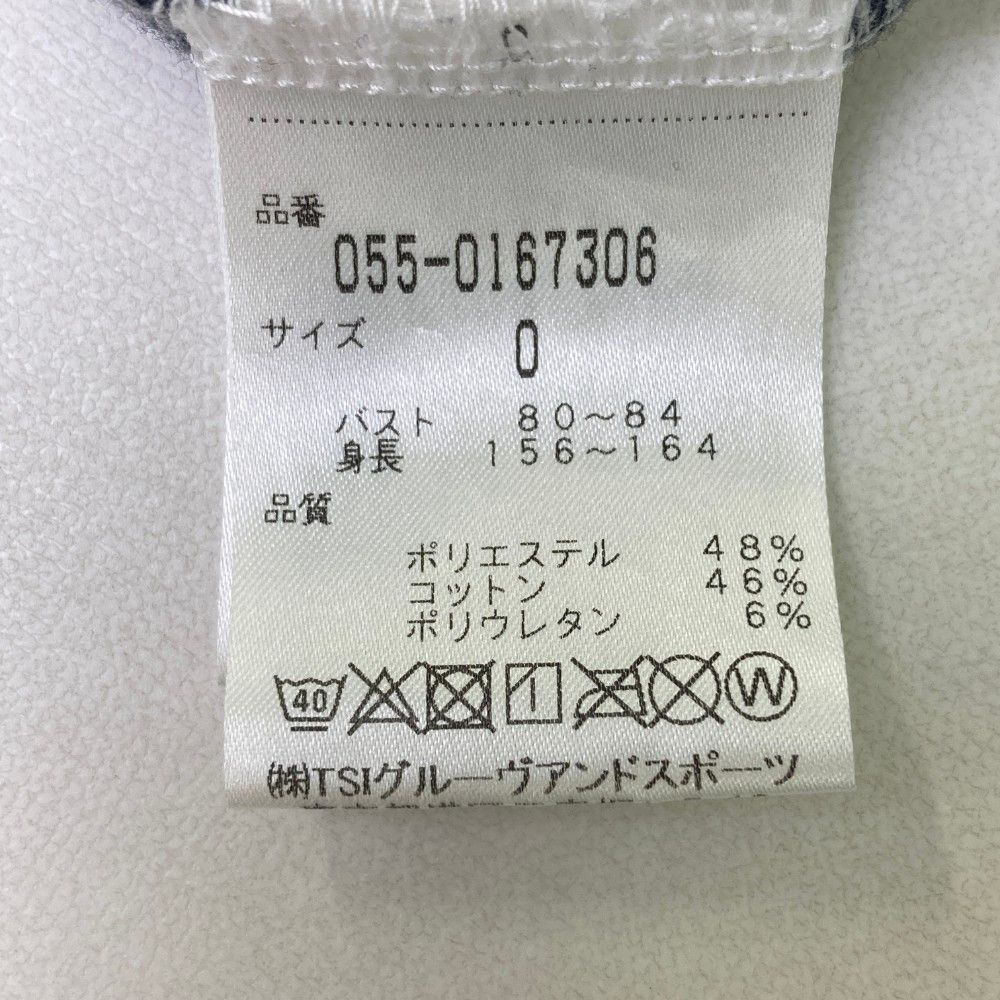 品番
055-0167306
サイズ
0
バスト 80～84
身長 156～164
品質
ポリエステル 48%
コットン 46%
ポリウレタン 6%
40 W
(株)TSIグルーヴアンドスポーツ